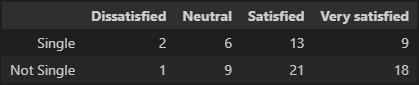 Dissatisfied Neutral Satisfied Very satisfied
Single 2 6 13 9
Not Single 1 9 21 18